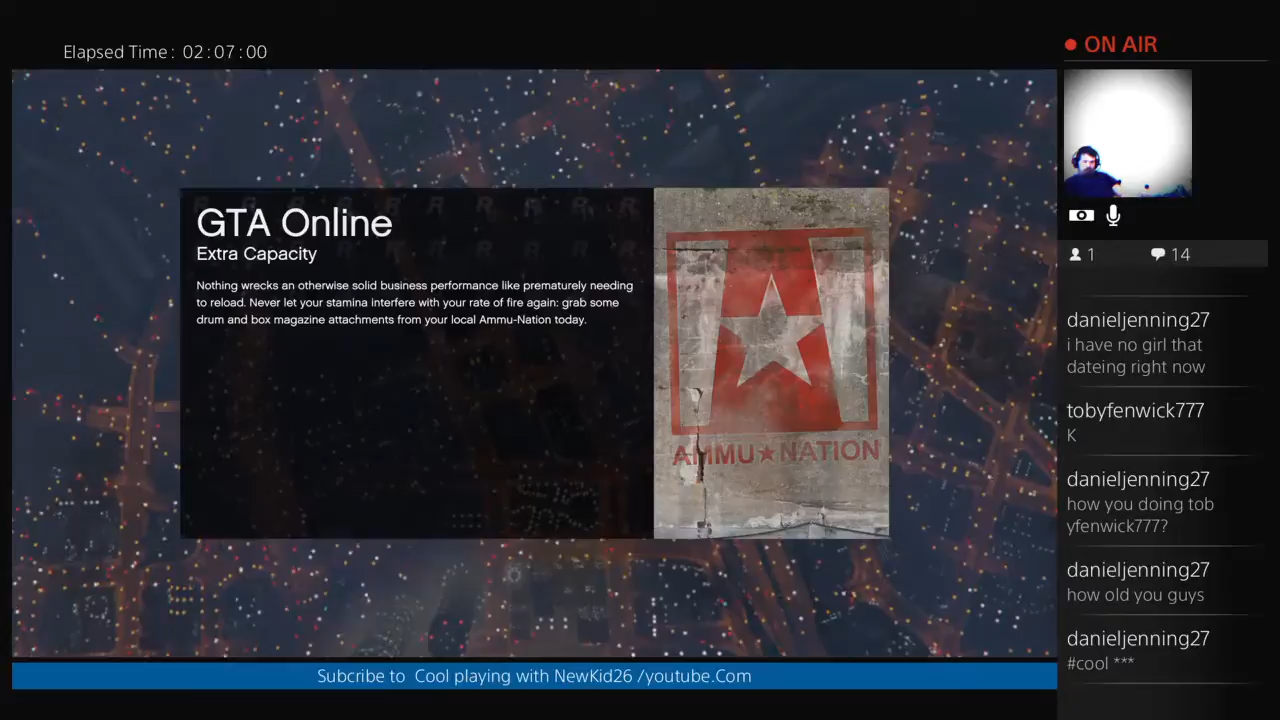 Elapsed Time: 02:07:00
ON AIR
GTA Online
Extra Capacity
Nothing wrecks an otherwise solid business performance like prematurely needing
to reload. Never let your stamina interfere with your rate of fire again: grab some
drum and box magazine attachments from your local Ammu-Nation today.
AMMU★NATION
1
14
danieljenning27
i have no girl that
dateing right now
tobyfenwick777
K
danieljenning27
how you doing tob
yfenwick777?
danieljenning27
how old you guys
danieljenning27
#cool ***
Subcribe to Cool playing with NewKid26 /youtube.Com